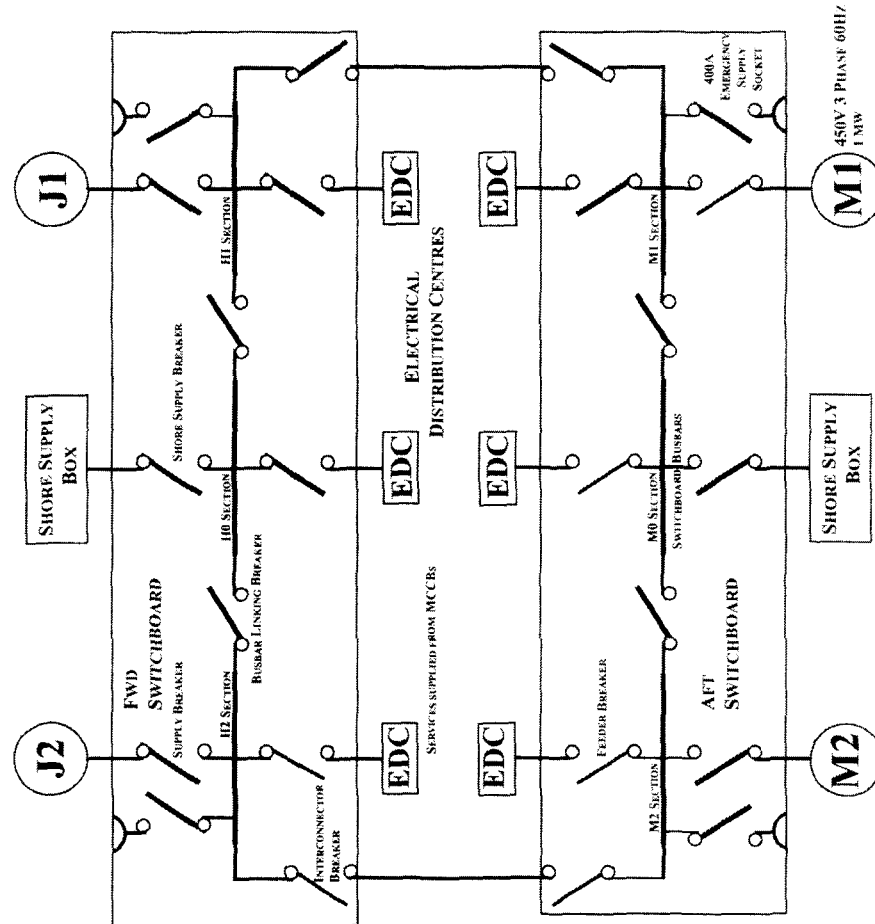 J2
SHORE SUPPLY
BOX
J1
FWD
SWITCHBOARD
SUPPLY BREAKER
SHORE SUPPLY BREAKER
H2 SECTION
BUSBAR LINKING BREAKER
H0 SECTION
H1 SECTION
INTERCONNECTOR
BREAKER
EDC
EDC
EDC
SERVICES SUPPLIED FROM MCCBS
ELECTRICAL
DISTRIBUTION CENTRES
EDC
EDC
EDC
FEEDER BREAKER
M2 SECTION
M0 SECTION
SWITCHBOARD BUSBARS
M1 SECTION
AFT
SWITCHBOARD
400A
EMERGENCY
SUPPLY
SOCKET
M2
SHORE SUPPLY
BOX
M1
450V 3 PHASE 60HZ
1 MW